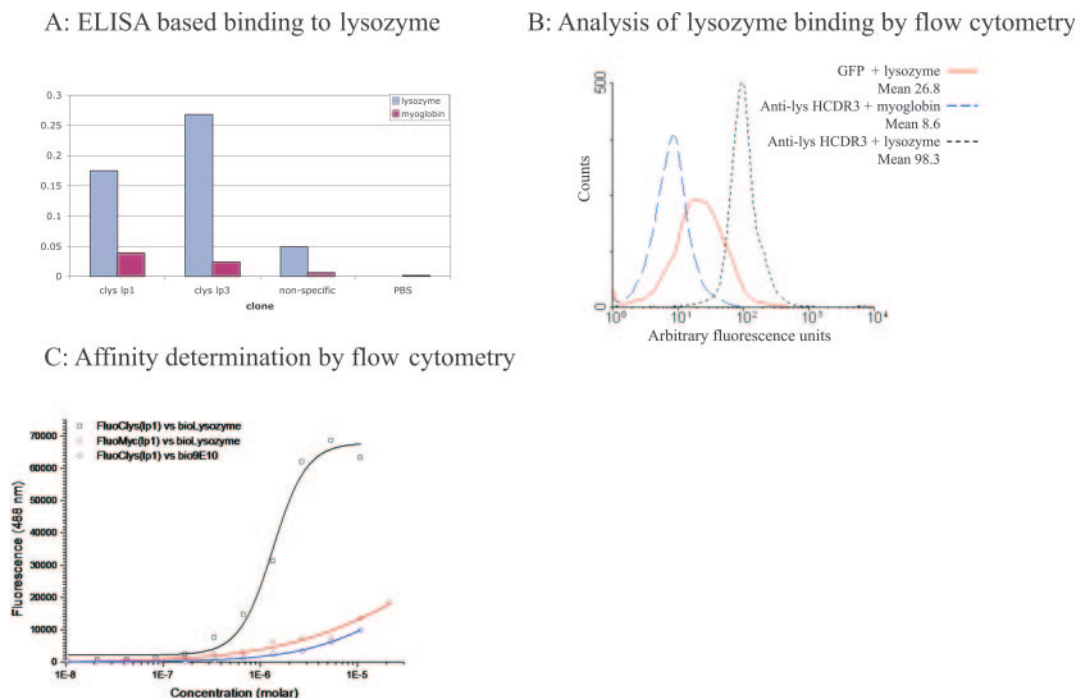 A: ELISA based binding to lysozyme
0.3
0.25
0.2
0.15
0.1
0.05
0
lysozyme
myoglobin
clys lp1
clys lp3
non-specific
PBS
clone
B: Analysis of lysozyme binding by flow cytometry
500
0
Counts
GFP + lysozyme
Mean 26.8
Anti-lys HCDR3 + myoglobin
Mean 8.6
Anti-lys HCDR3 + lysozyme
Mean 98.3
10⁰
10¹
10²
10³
10⁴
Arbitrary fluorescence units
C: Affinity determination by flow cytometry
FluoClys(lp1) vs bioLysozyme
FluoMyc(lp1) vs bioLysozyme
FluoClys(lp1) vs bio9E10
70000
60000
50000
40000
30000
20000
10000
0
Fluorescence (488 nm)
1E-8
1E-7
1E-6
1E-5
Concentration (molar)